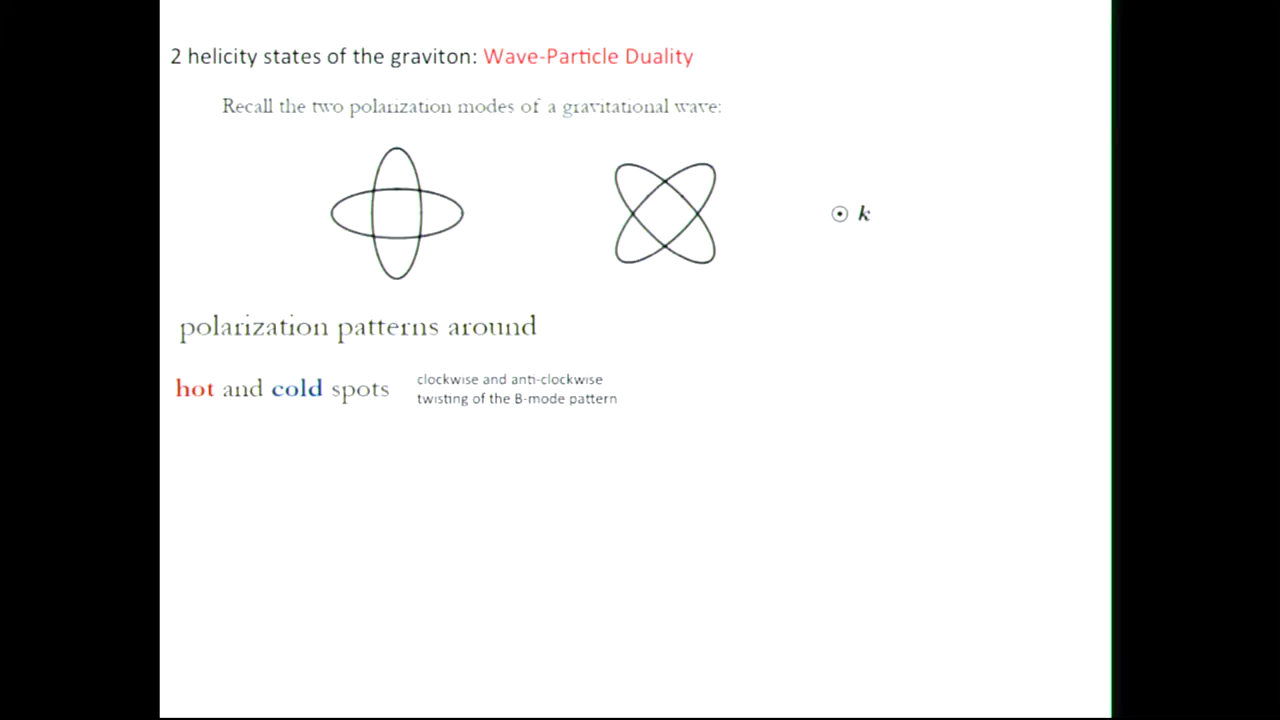 2 helicity states of the graviton: Wave-Particle Duality
Recall the two polarization modes of a gravitational wave:
k
polarization patterns around
hot and cold spots
clockwise and anti-clockwise
twisting of the B-mode pattern